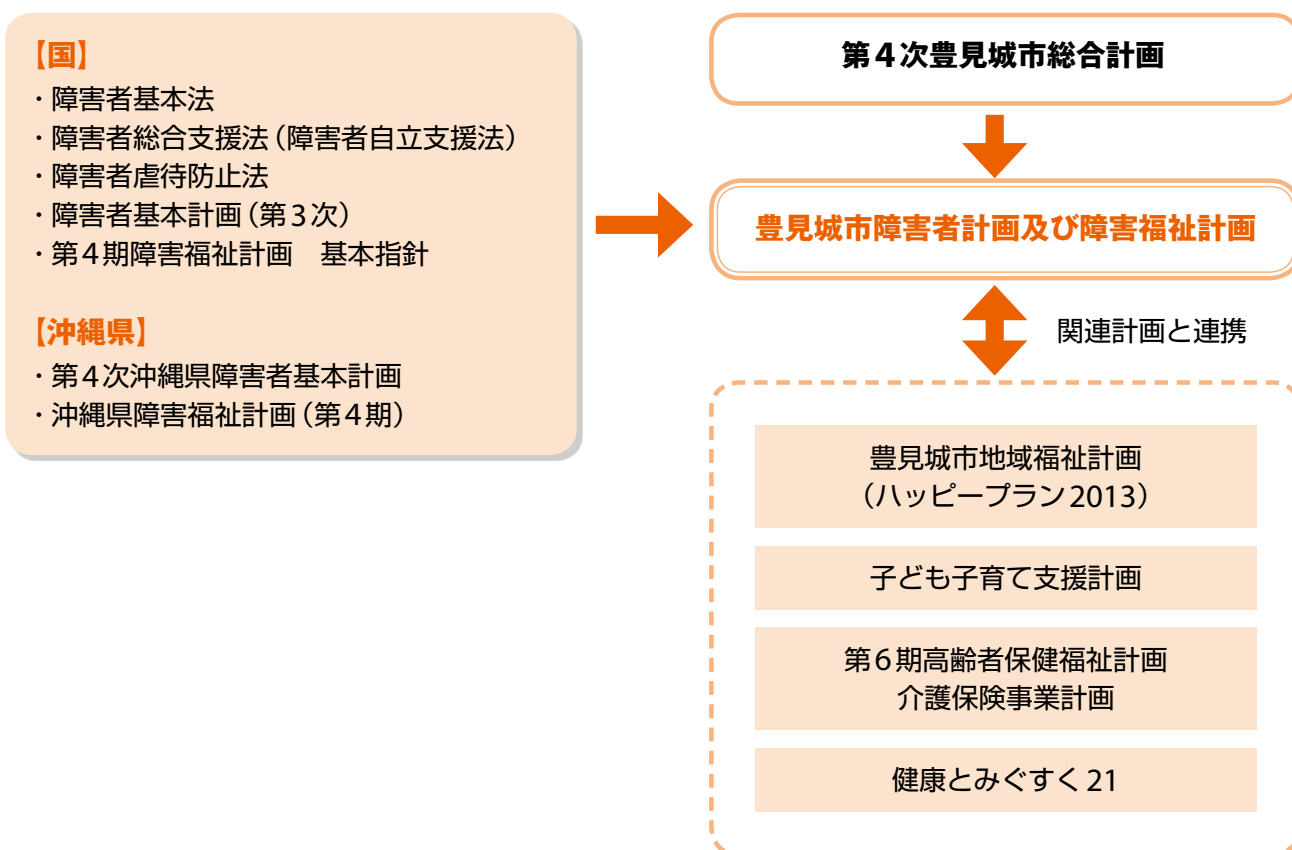 【国】
・障害者基本法
・障害者総合支援法(障害者自立支援法)
・障害者虐待防止法
・障害者基本計画(第3次)
・第4期障害福祉計画　基本指針
【沖縄県】
・第4次沖縄県障害者基本計画
・沖縄県障害福祉計画(第4期)
第4次豊見城市総合計画
豊見城市障害者計画及び障害福祉計画
関連計画と連携
豊見城市地域福祉計画
(ハッピープラン2013)
子ども子育て支援計画
第6期高齢者保健福祉計画
介護保険事業計画
健康とみぐすく21